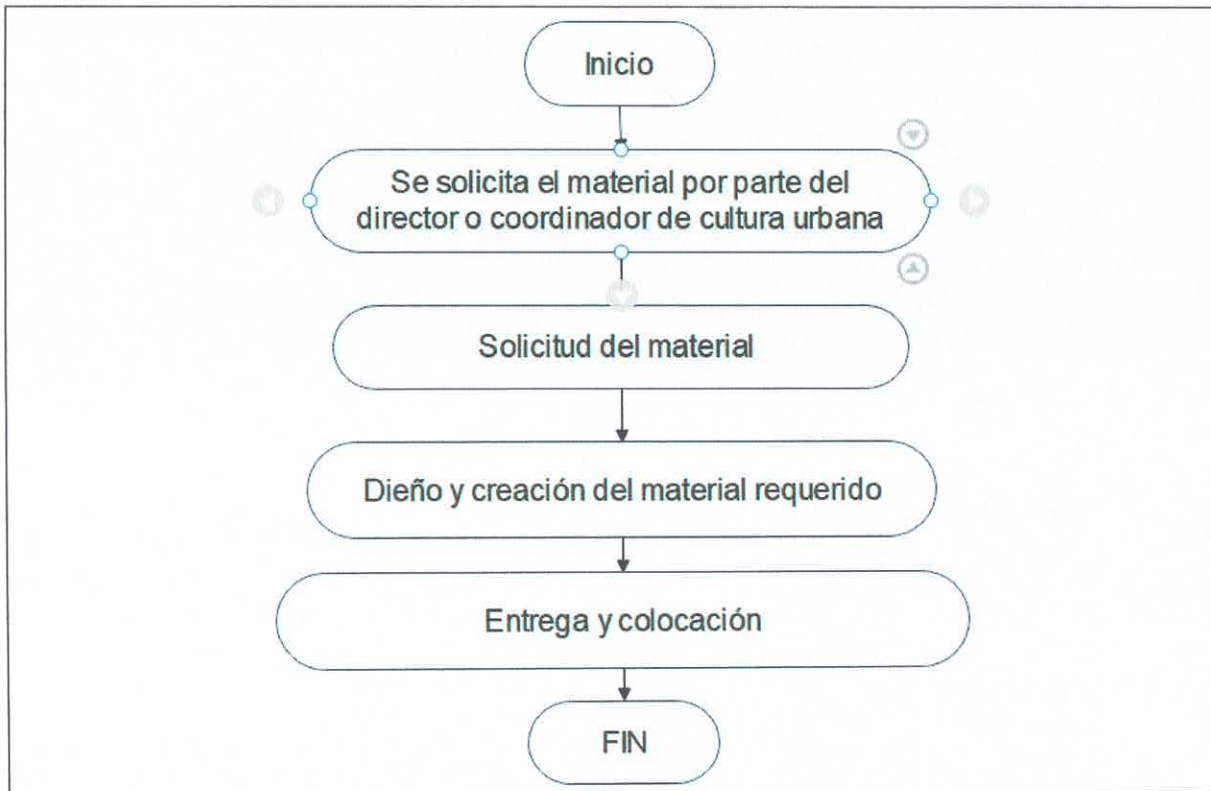 Inicio
Se solicita el material por parte del
director o coordinador de cultura urbana
Solicitud del material
Dieño y creación del material requerido
Entrega y colocación
FIN